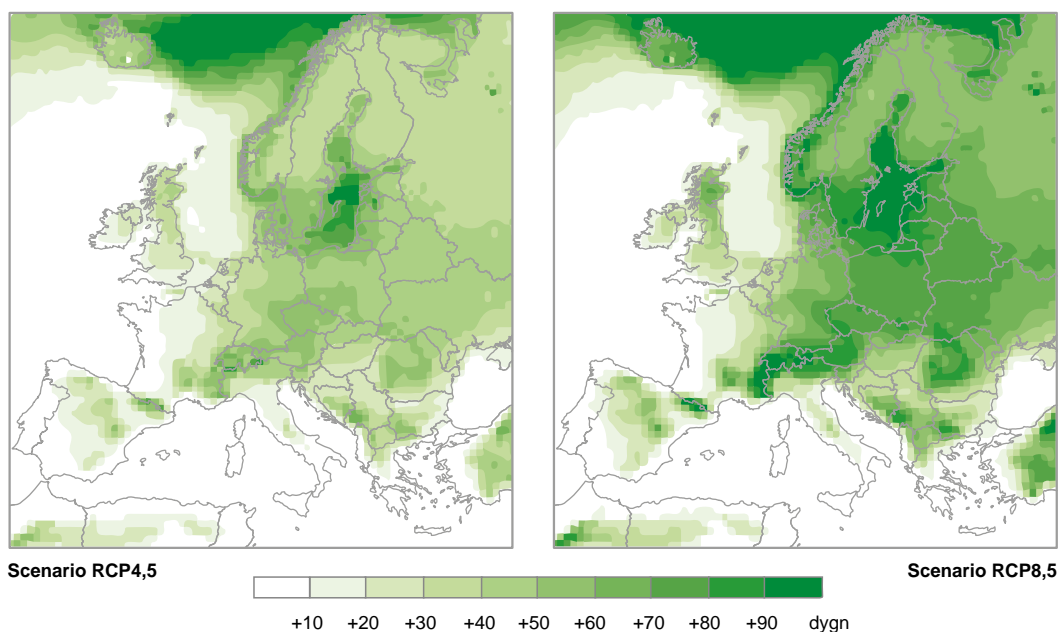 Scenario RCP4,5
Scenario RCP8,5
+10 +20 +30 +40 +50 +60 +70 +80 +90 dygn